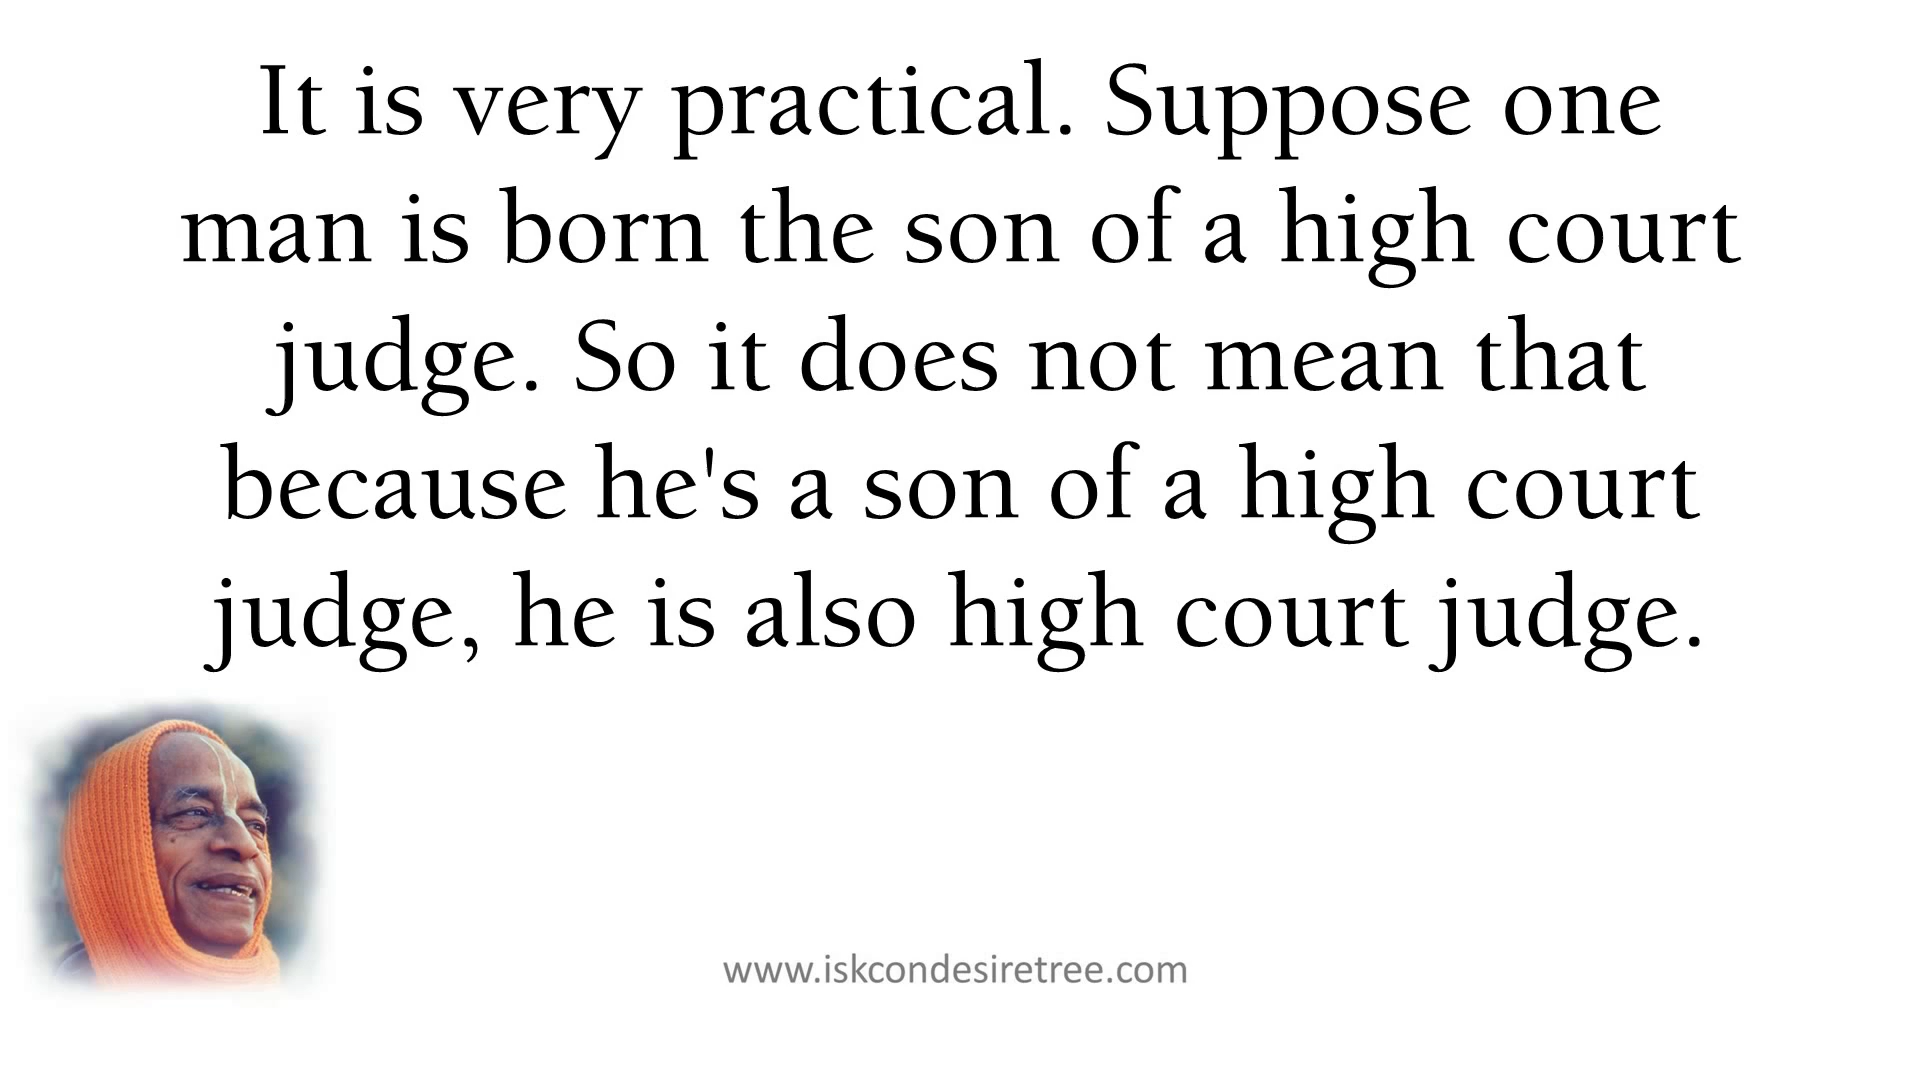 It is very practical. Suppose one
man is born the son of a high court
judge. So it does not mean that
because he's a son of a high court
judge, he is also high court judge.
www.iskcondesiretree.com